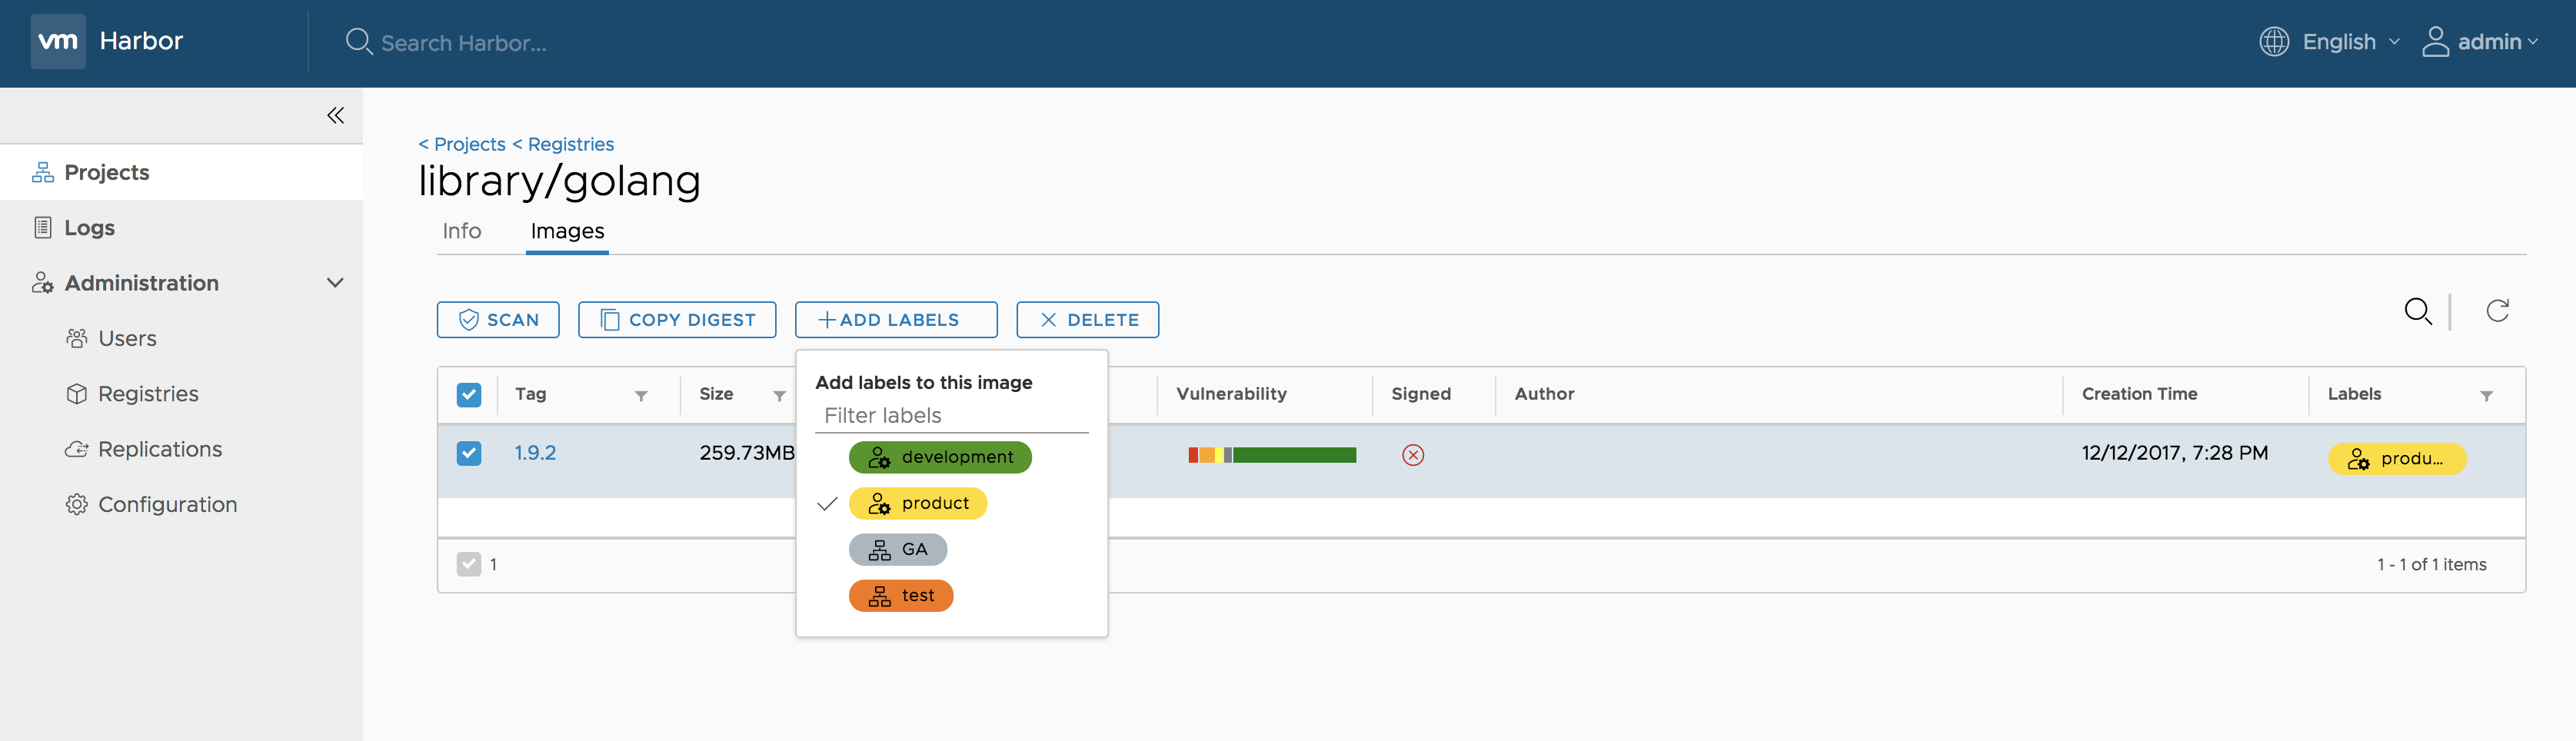 vm Harbor
Search Harbor...
English
admin
Projects
Logs
Administration
Users
Registries
Replications
Configuration
< Projects < Registries
library/golang
Info Images
SCAN COPY DIGEST +ADD LABELS DELETE
Tag Size Vulnerability Signed Author Creation Time Labels
1.9.2 259.73MB 12/12/2017, 7:28 PM produ...
1 1 - 1 of 1 items
Add labels to this image
Filter labels
development
product
GA
test